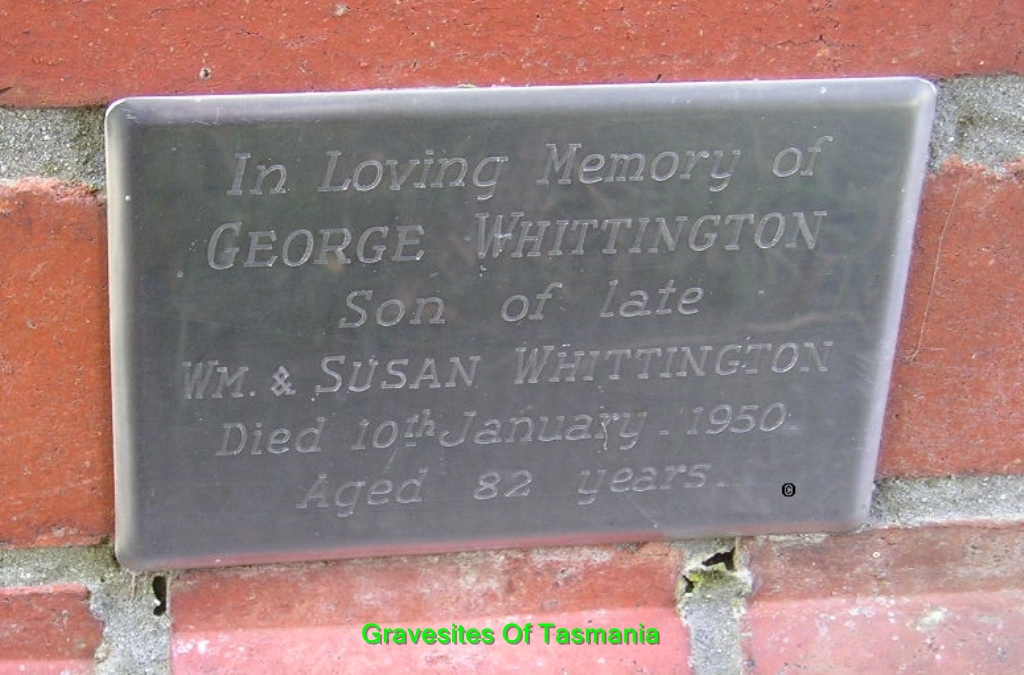 In Loving Memory of
GEORGE WHITTINGTON
Son of late
WM. & SUSAN WHITTINGTON
Died 10th January. 1950.
Aged 82 years.
©
Gravesites Of Tasmania